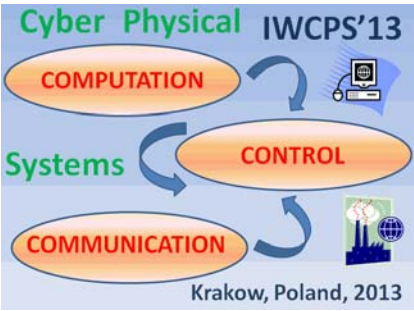 Cyber Physical IWCPS'13
COMPUTATION
CONTROL
Systems
COMMUNICATION
Krakow, Poland, 2013